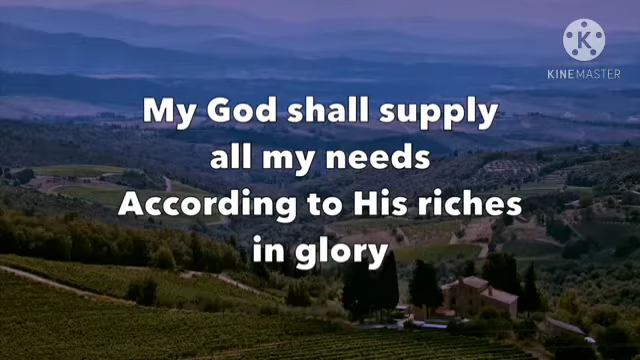 K
KINEMASTER
My God shall supply
all my needs
According to His riches
in glory